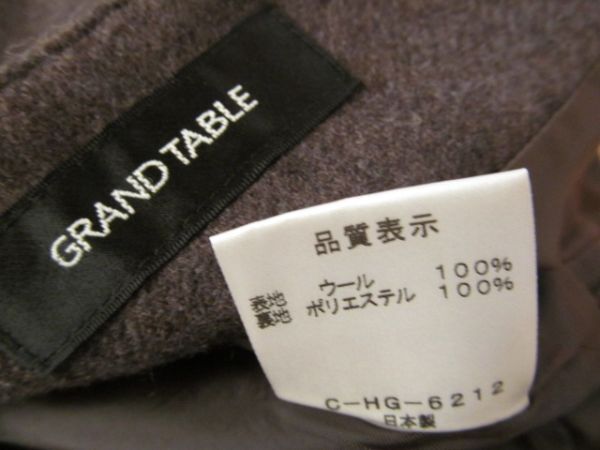 GRAND TABLE
品質表示
表地 ウール 100%
裏地 ポリエステル 100%
C-HG-6212
日本製